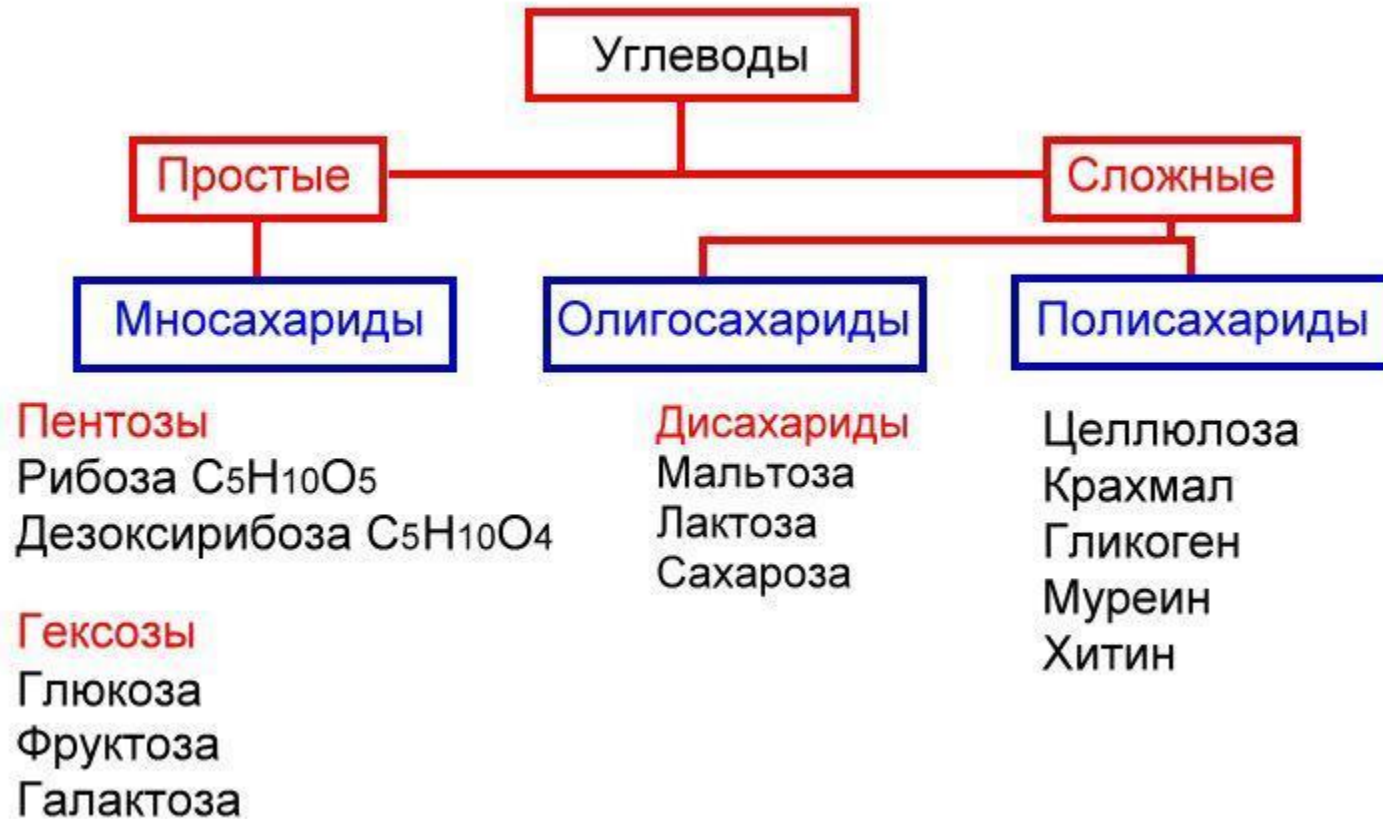 Углеводы
Простые
Сложные
Мносахариды
Олигосахариды
Полисахариды
Пентозы
Рибоза C5H10O5
Дезоксирибоза C5H10O4
Гексозы
Глюкоза
Фруктоза
Галактоза
Дисахариды
Мальтоза
Лактоза
Сахароза
Целлюлоза
Крахмал
Гликоген
Муреин
Хитин